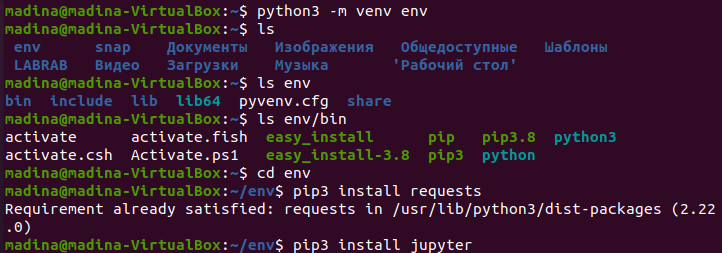 madina@madina-VirtualBox:~$ python3 -m venv env
madina@madina-VirtualBox:~$ ls
env snap Документы Изображения Общедоступные Шаблоны
LABRAB Видео Загрузки Музыка 'Рабочий стол'
madina@madina-VirtualBox:~$ ls env
bin include lib lib64 pyvenv.cfg share
madina@madina-VirtualBox:~$ ls env/bin
activate activate.fish easy_install pip pip3.8 python3
activate.csh Activate.ps1 easy_install-3.8 pip3 python
madina@madina-VirtualBox:~$ cd env
madina@madina-VirtualBox:~/env$ pip3 install requests
Requirement already satisfied: requests in /usr/lib/python3/dist-packages (2.22
.0)
madina@madina-VirtualBox:~/env$ pip3 install jupyter